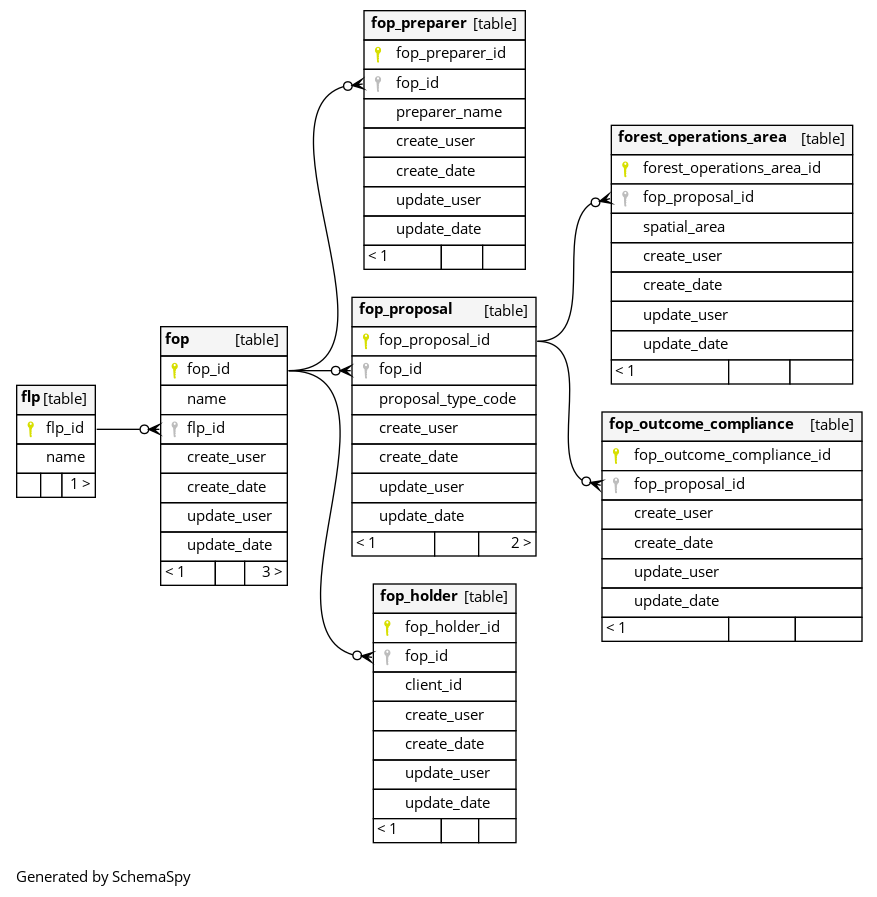 fop_preparer [table]
fop_preparer_id
fop_id
preparer_name
create_user
create_date
update_user
update_date
< 1
forest_operations_area [table]
forest_operations_area_id
fop_proposal_id
spatial_area
create_user
create_date
update_user
update_date
< 1
fop_proposal [table]
fop_proposal_id
fop_id
proposal_type_code
create_user
create_date
update_user
update_date
< 1 2 >
fop [table]
fop_id
name
flp_id
create_user
create_date
update_user
update_date
< 1 3 >
flp [table]
flp_id
name
1 >
fop_outcome_compliance [table]
fop_outcome_compliance_id
fop_proposal_id
create_user
create_date
update_user
update_date
< 1
fop_holder [table]
fop_holder_id
fop_id
client_id
create_user
create_date
update_user
update_date
< 1
Generated by SchemaSpy